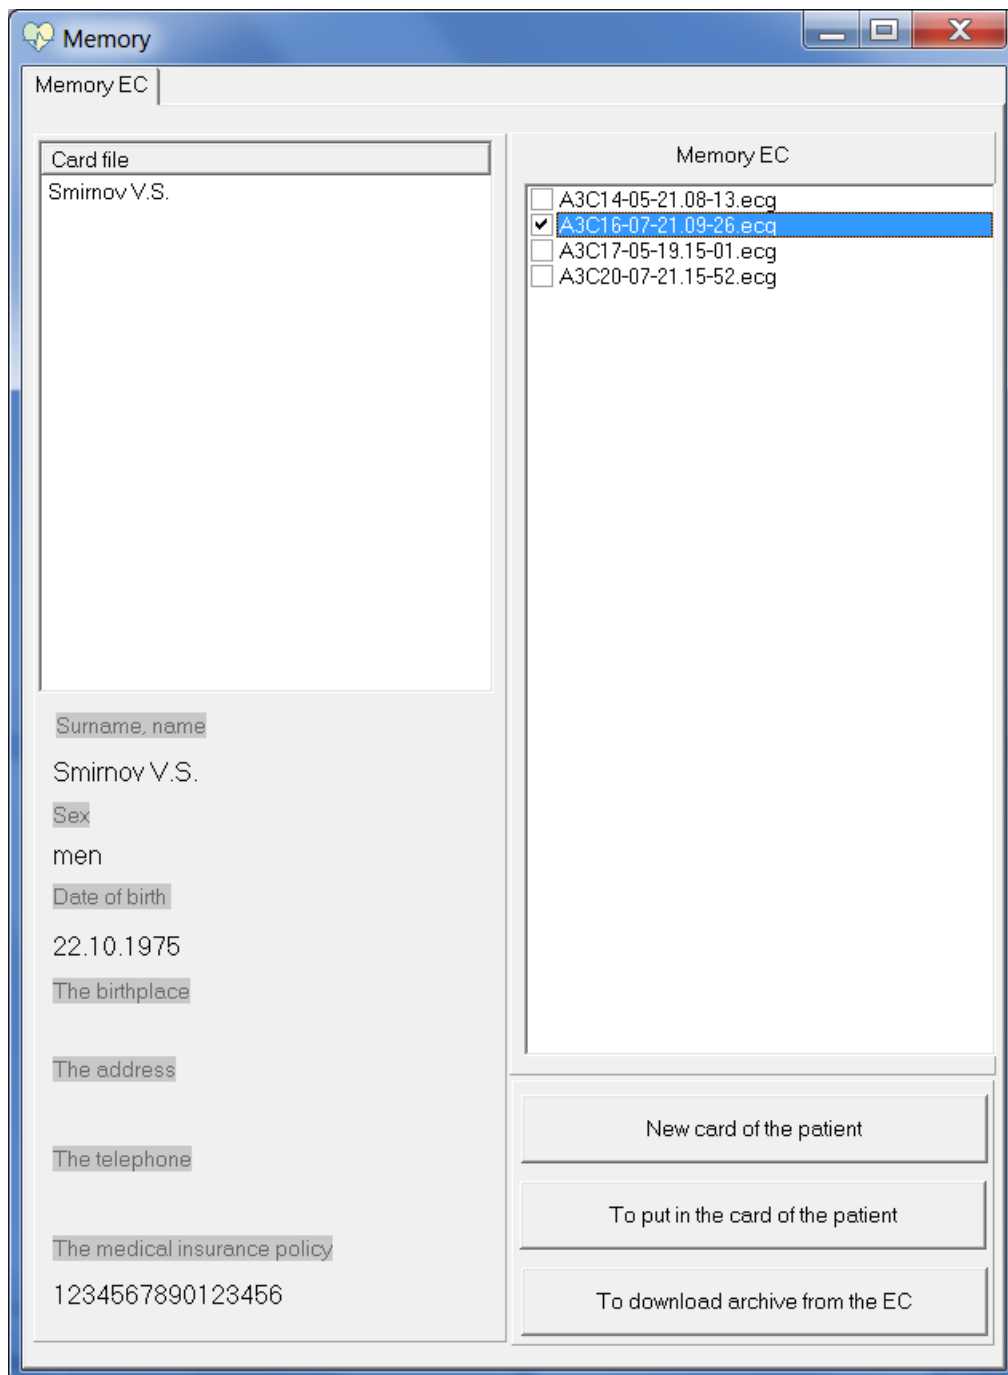 Memory
Memory EC
Card file
Smirnov V.S.
Surname, name
Smirnov V.S.
Sex
men
Date of birth
22.10.1975
The birthplace
The address
The telephone
The medical insurance policy
1234567890123456
Memory EC
A3C14-05-21.08-13.ecg
A3C16-07-21.09-26.ecg
A3C17-05-19.15-01.ecg
A3C20-07-21.15-52.ecg
New card of the patient
To put in the card of the patient
To download archive from the EC